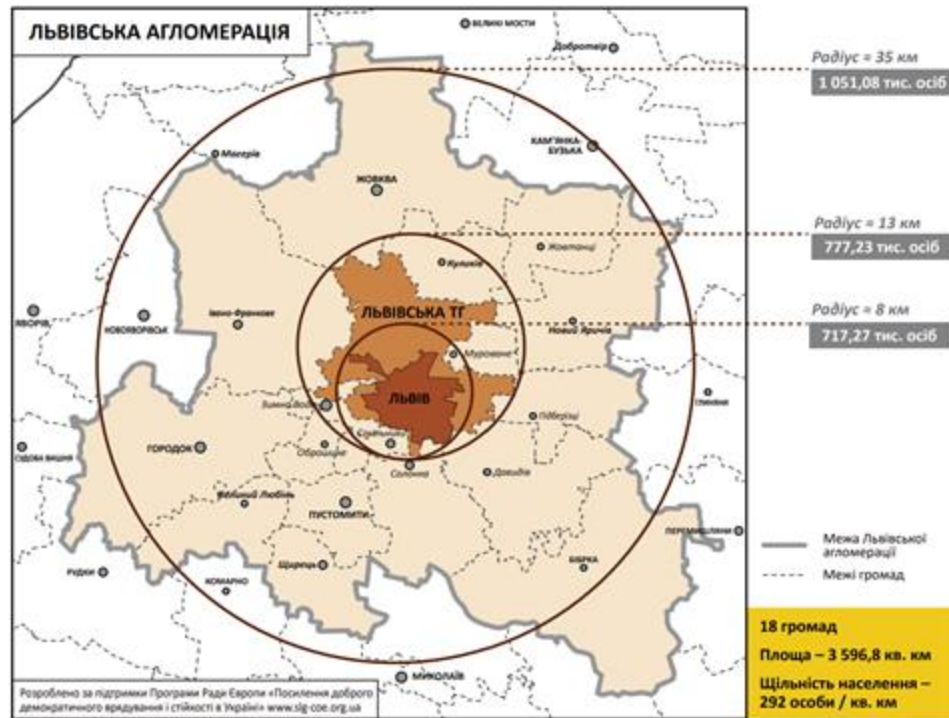 ЛЬВІВСЬКА АГЛОМЕРАЦІЯ
ВЕЛИКІ МОСТИ
Добротвір
Радіус = 35 км
1 051,08 тис. осіб
КАМ'ЯНКА-
БУЗЬКА
Магерів
ЖОВКВА
Радіус = 13 км
777,23 тис. осіб
Жовтанці
Куликів
ЯВОРІВ
НОВОЯВОРІВСЬК
Івано-Франкове
ЛЬВІВСЬКА ТГ
Новий Яричів
Радіус = 8 км
717,27 тис. осіб
Муроване
ГЛИНЯНИ
ЛЬВІВ
Зимна Вода
Підберізці
Сокільники
СУДОВА ВИШНЯ
ГОРОДОК
Оброшине
Солонка
Давидів
Великий Любінь
ПУСТОМИТИ
ПЕРЕМИШЛЯНИ
Межа Львівської
агломерації
Межі громад
РУДКИ
КОМАРНО
Щирець
БІБРКА
МИКОЛАЇВ
18 громад
Площа – 3 596,8 кв. км
Щільність населення –
292 особи / кв. км
Розроблено за підтримки Програми Ради Європи «Посилення доброго
демократичного врядування і стійкості в Україні» www.slg-coe.org.ua